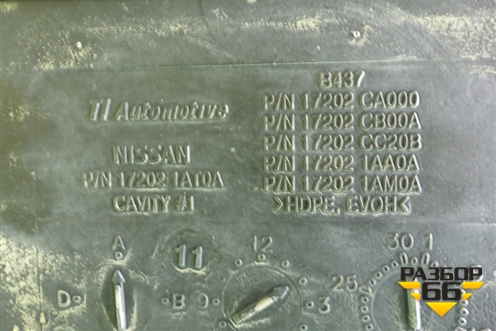 B437
TI Automotive
P/N 17202 CA000
P/N 17202 CB00A
NISSAN
P/N 17202 CC20B
P/N 17202 1AT0A
P/N 17202 1AA0A
CAVITY #1
P/N 17202 1AM0A
>HDPE, EVOH<
A
11
12
30 1
D
B
9
3
25
РАЗБОР
66